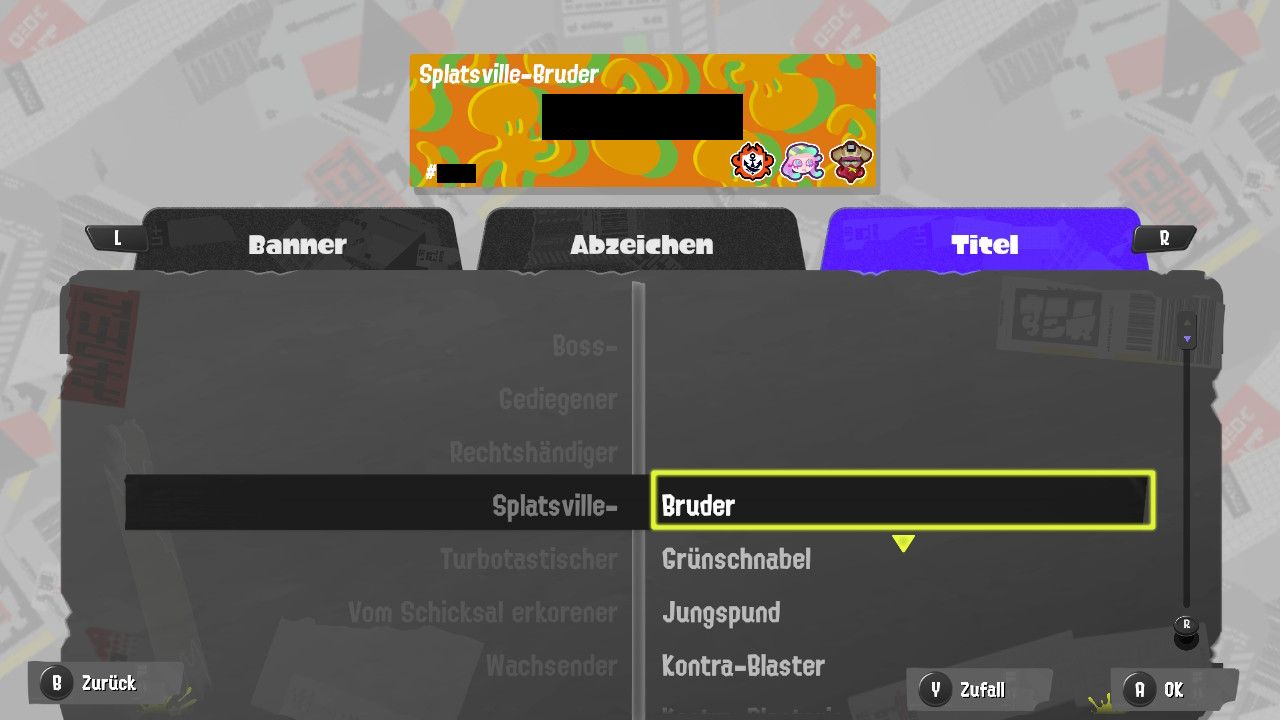 Splatsville-Bruder
#
L
Banner
Abzeichen
Titel
R
Boss-
Gediegener
Rechtshändiger
Splatsville- Bruder
Turbotastischer Grünschnabel
Vom Schicksal erkorener Jungspund
Wachsender Kontra-Blaster
R
B Zurück
Y Zufall
A OK